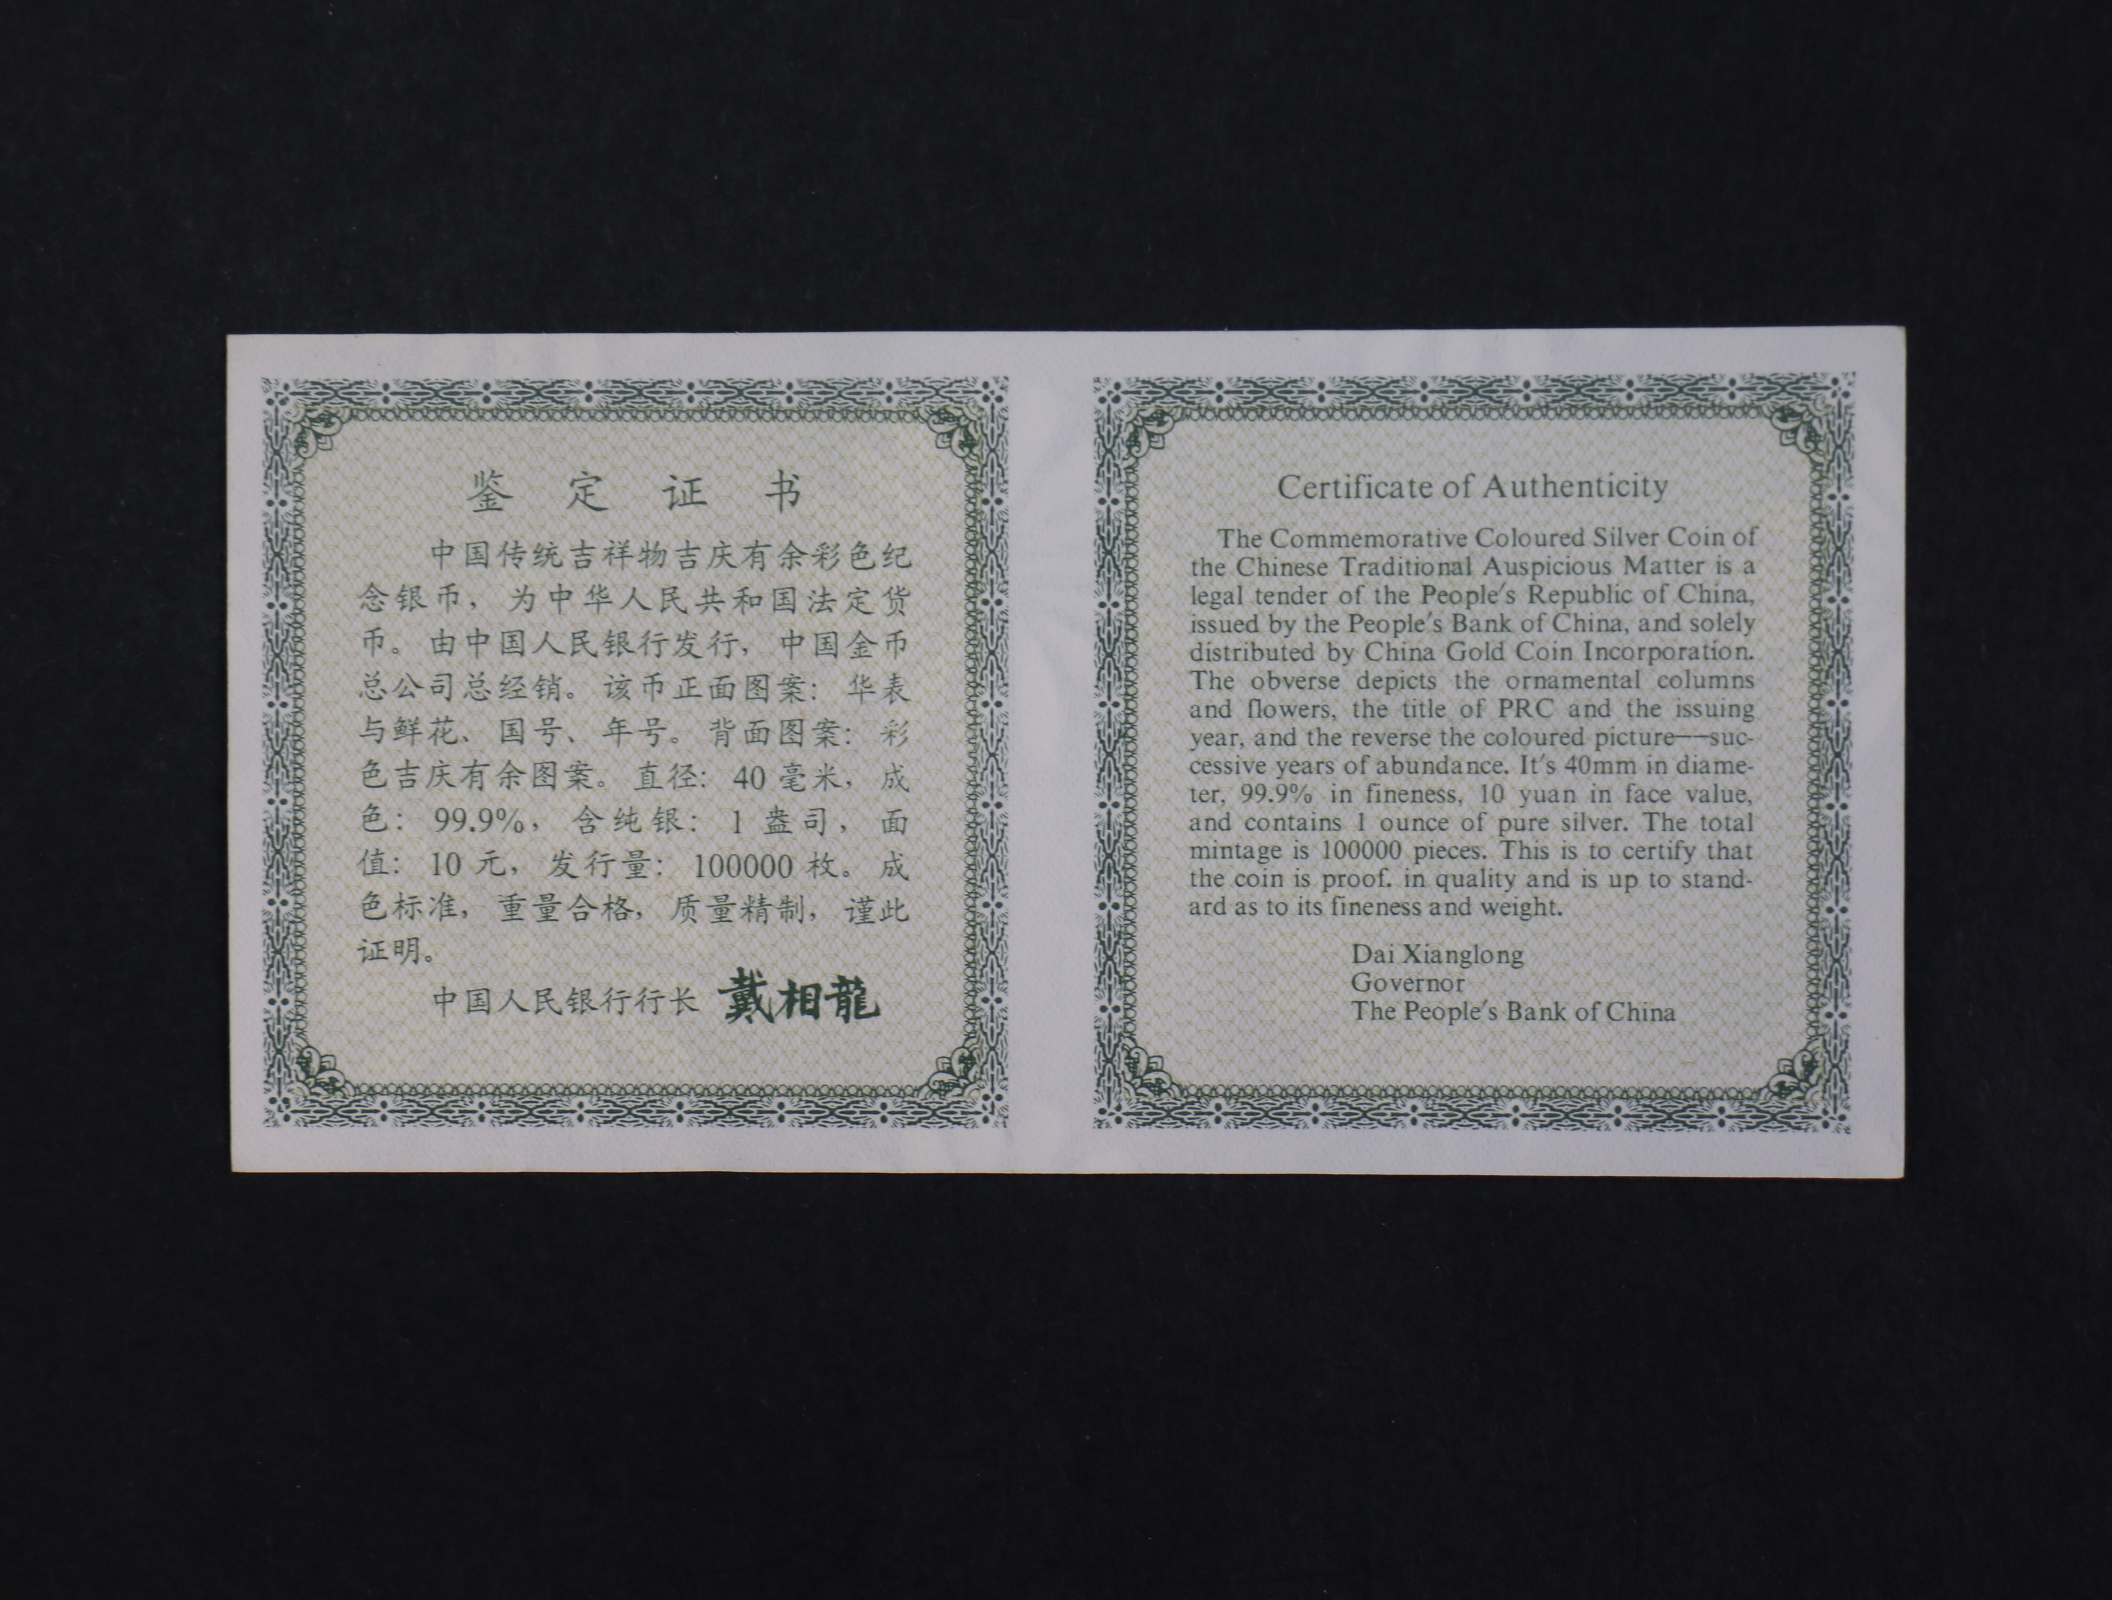 鉴定证书
中国传统吉祥物吉庆有余彩色纪
念银币，为中华人民共和国法定货
币。由中国人民银行发行，中国金币
总公司总经销。该币正面图案：华表
与鲜花、国号、年号。背面图案：彩
色吉庆有余图案。直径：40毫米，成
色：99.9%，含纯银：1盎司，面
值：10元，发行量：100000枚。成
色标准，重量合格，质量精制，谨此
证明。
中国人民银行行长 戴相龍
Certificate of Authenticity
The Commemorative Coloured Silver Coin of
the Chinese Traditional Auspicious Matter is a
legal tender of the People's Republic of China,
issued by the People's Bank of China, and solely
distributed by China Gold Coin Incorporation.
The obverse depicts the ornamental columns
and flowers, the title of PRC and the issuing
year, and the reverse the coloured picture——suc-
cessive years of abundance. It's 40mm in diame-
ter, 99.9% in fineness, 10 yuan in face value,
and contains 1 ounce of pure silver. The total
mintage is 100000 pieces. This is to certify that
the coin is proof. in quality and is up to stand-
ard as to its fineness and weight.
Dai Xianglong
Governor
The People's Bank of China